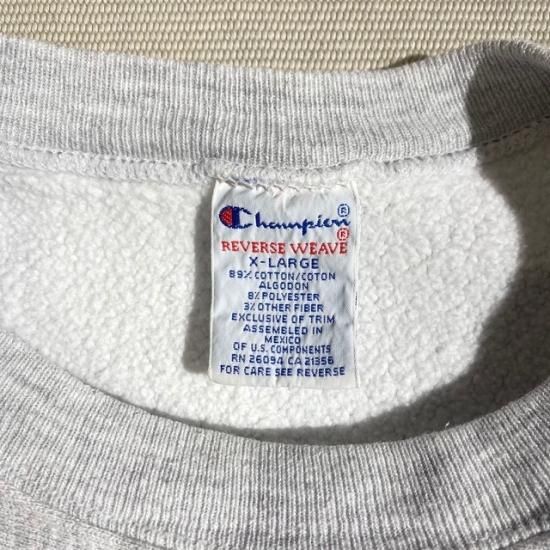 Champion®
REVERSE WEAVE®
X-LARGE
89% COTTON/COTON
ALGODON
8% POLYESTER
3% OTHER FIBER
EXCLUSIVE OF TRIM
ASSEMBLED IN
MEXICO
OF U.S. COMPONENTS
RN 26094 CA 21356
FOR CARE SEE REVERSE